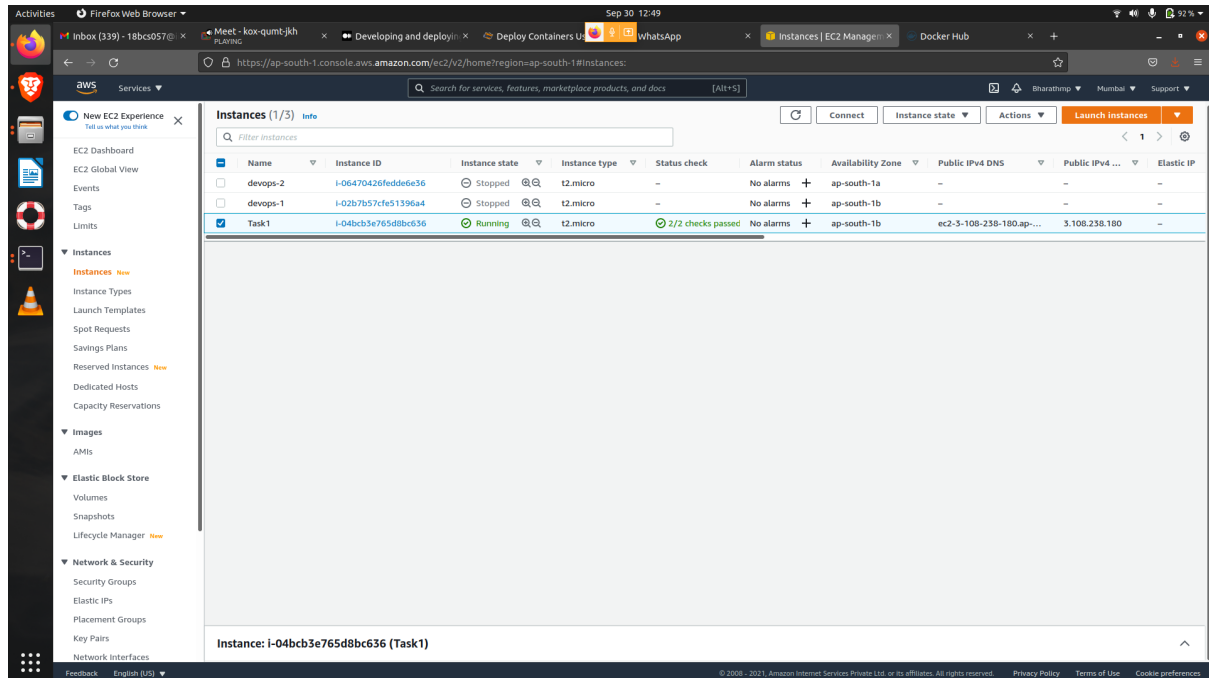 Activities Firefox Web Browser ▾ Sep 30 12:49 92 % ▾
Inbox (339) - 18bcs057@i × Meet - kox-qumt-jkh × Developing and deployin × Deploy Containers Us WhatsApp × Instances | EC2 Managem × Docker Hub × +
PLAYING
https://ap-south-1.console.aws.amazon.com/ec2/v2/home?region=ap-south-1#Instances:
aws Services ▼ Search for services, features, marketplace products, and docs [Alt+S] Bharathmp ▼ Mumbai ▼ Support ▼
New EC2 Experience
Tell us what you think
EC2 Dashboard
EC2 Global View
Events
Tags
Limits
▼ Instances
Instances New
Instance Types
Launch Templates
Spot Requests
Savings Plans
Reserved Instances New
Dedicated Hosts
Capacity Reservations
▼ Images
AMIs
▼ Elastic Block Store
Volumes
Snapshots
Lifecycle Manager New
▼ Network & Security
Security Groups
Elastic IPs
Placement Groups
Key Pairs
Network Interfaces
Instances (1/3) Info Connect Instance state ▼ Actions ▼ Launch instances ▼
Filter instances < 1 >
Name Instance ID Instance state Instance type Status check Alarm status Availability Zone Public IPv4 DNS Public IPv4 ... Elastic IP
devops-2 i-06470426fedde6e36 Stopped t2.micro – No alarms + ap-south-1a – – –
devops-1 i-02b7b57cfe51396a4 Stopped t2.micro – No alarms + ap-south-1b – – –
Task1 i-04bcb3e765d8bc636 Running t2.micro 2/2 checks passed No alarms + ap-south-1b ec2-3-108-238-180.ap-... 3.108.238.180 –
Instance: i-04bcb3e765d8bc636 (Task1)
Feedback English (US) ▼ © 2008 - 2021, Amazon Internet Services Private Ltd. or its affiliates. All rights reserved. Privacy Policy Terms of Use Cookie preferences